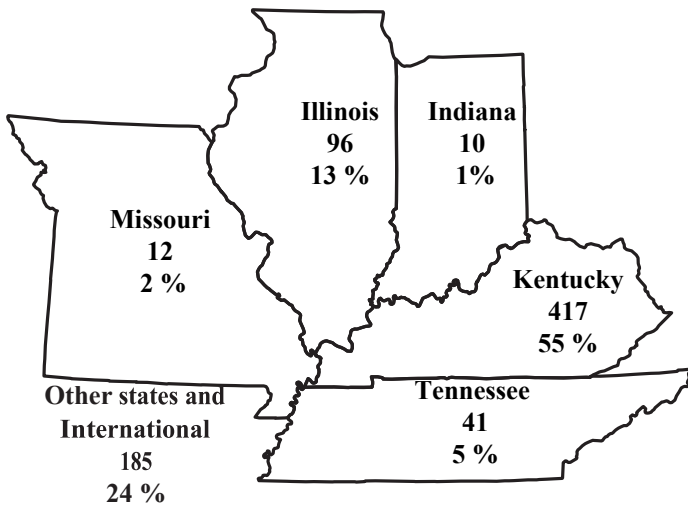 Illinois
96
13 %
Indiana
10
1%
Missouri
12
2 %
Kentucky
417
55 %
Tennessee
41
5 %
Other states and
International
185
24 %